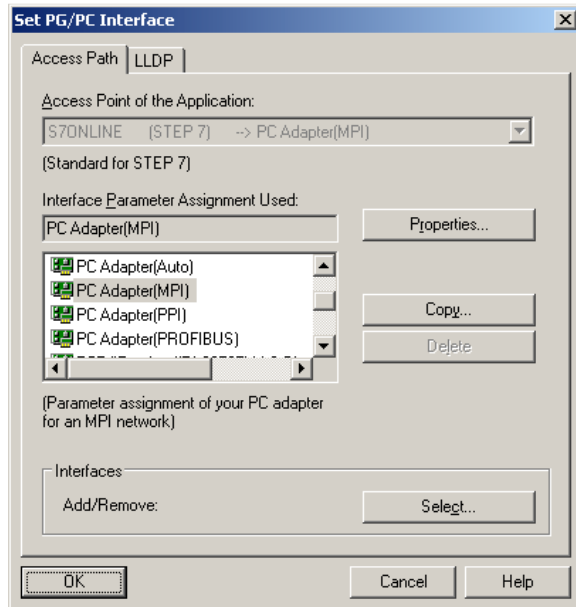 Set PG/PC Interface
Access Path
LLDP
Access Point of the Application:
S7ONLINE (STEP 7) --> PC Adapter(MPI)
(Standard for STEP 7)
Interface Parameter Assignment Used:
PC Adapter(MPI)
Properties...
PC Adapter(Auto)
PC Adapter(MPI)
PC Adapter(PPI)
Copy...
PC Adapter(PROFIBUS)
Delete
(Parameter assignment of your PC adapter
for an MPI network)
Interfaces
Add/Remove:
Select...
OK
Cancel
Help